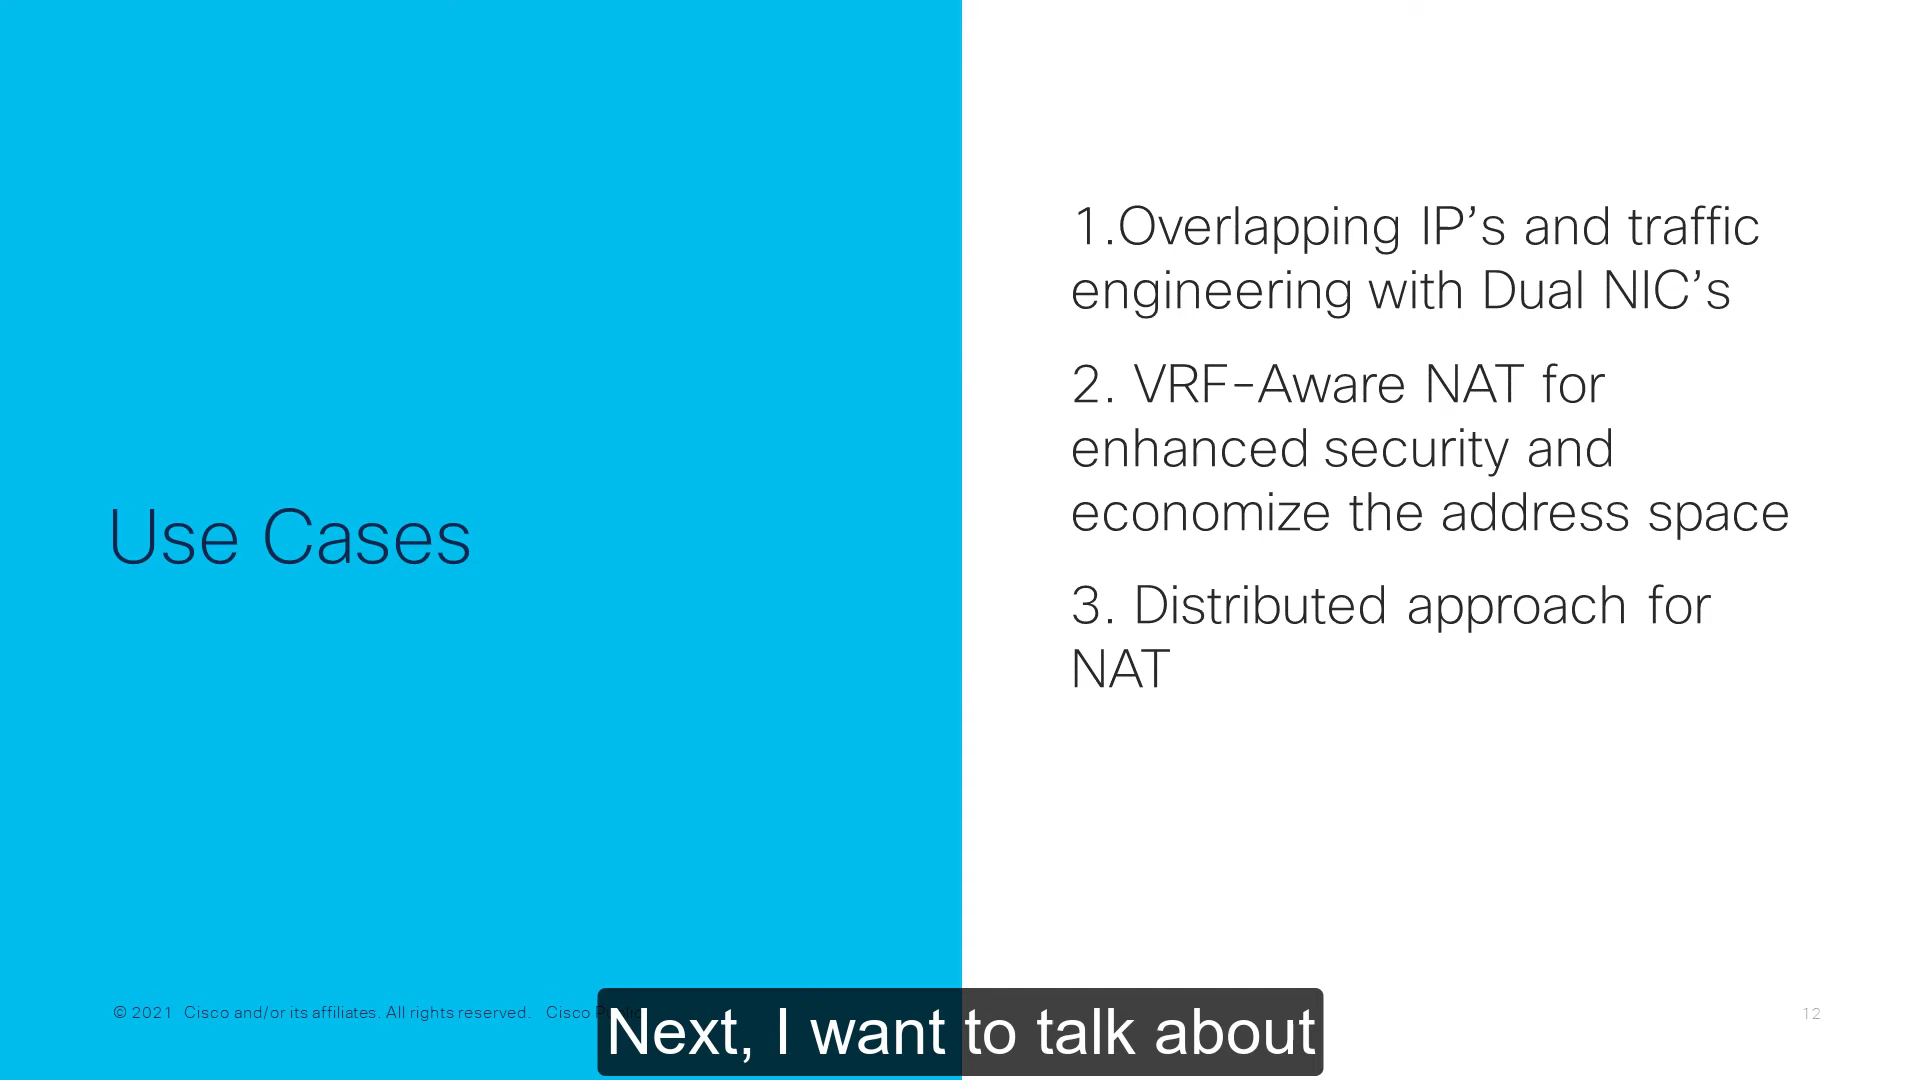 Use Cases
1.Overlapping IP’s and traffic
engineering with Dual NIC’s
2. VRF-Aware NAT for
enhanced security and
economize the address space
3. Distributed approach for
NAT
© 2021 Cisco and/or its affiliates. All rights reserved. Cisco
12
Next, I want to talk about